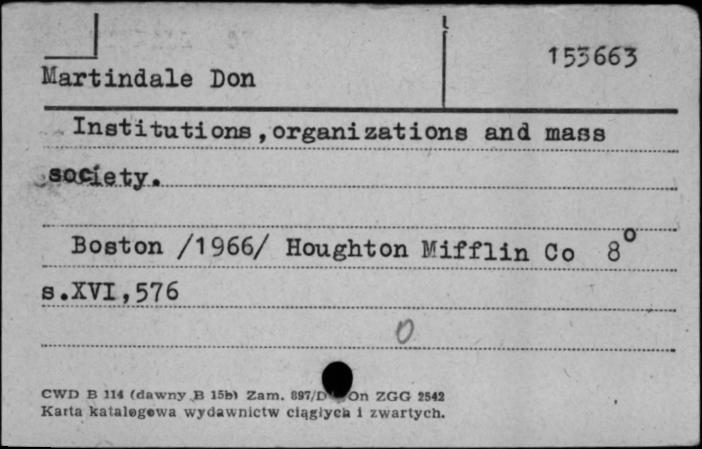 153663
Martindale Don
Institutions,organizations and mass
society.
Boston /1966/ Houghton Mifflin Co 8°
s.XVI,576
0
CWD B 114 (dawny B 15b) Zam. 897/D On ZGG 2542
Karta katalogowa wydawnictw ciągłych i zwartych.